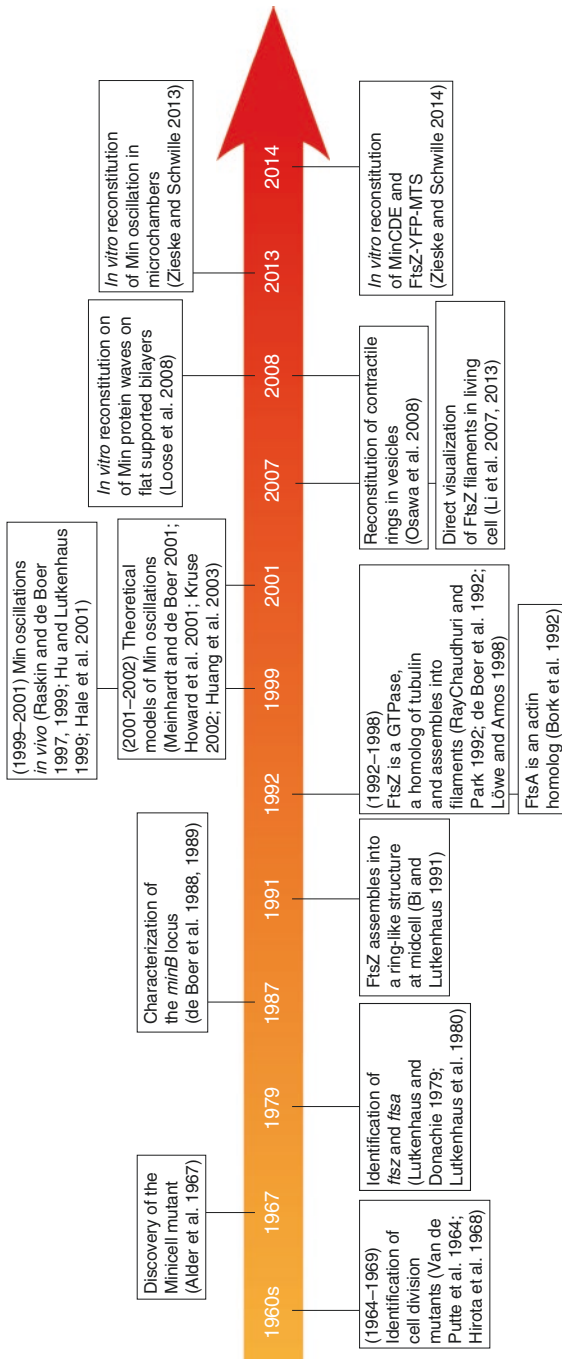 Discovery of the
Minicell mutant
(Alder et al. 1967)
Characterization of
the minB locus
(de Boer et al. 1988, 1989)
(1999–2001) Min oscillations
in vivo (Raskin and de Boer
1997, 1999; Hu and Lutkenhaus
1999; Hale et al. 2001)
(2001–2002) Theoretical
models of Min oscillations
(Meinhardt and de Boer 2001;
Howard et al. 2001; Kruse
2002; Huang et al. 2003)
In vitro reconstitution on
of Min protein waves on
flat supported bilayers
(Loose et al. 2008)
In vitro reconstitution
of Min oscillation in
microchambers
(Zieske and Schwille 2013)
1960s
1967
1979
1987
1991
1992
1999
2001
2007
2008
2013
2014
(1964–1969)
Identification of
cell division
mutants (Van de
Putte et al. 1964;
Hirota et al. 1968)
Identification of
ftsz and ftsa
(Lutkenhaus and
Donachie 1979;
Lutkenhaus et al. 1980)
FtsZ assembles into
a ring-like structure
at midcell (Bi and
Lutkenhaus 1991)
(1992–1998)
FtsZ is a GTPase,
a homolog of tubulin
and assembles into
filaments (RayChaudhuri and
Park 1992; de Boer et al. 1992;
Löwe and Amos 1998)
FtsA is an actin
homolog (Bork et al. 1992)
Reconstitution of contractile
rings in vesicles
(Osawa et al. 2008)
Direct visualization
of FtsZ filaments in living
cell (Li et al. 2007, 2013)
In vitro reconstitution
of MinCDE and
FtsZ-YFP-MTS
(Zieske and Schwille 2014)